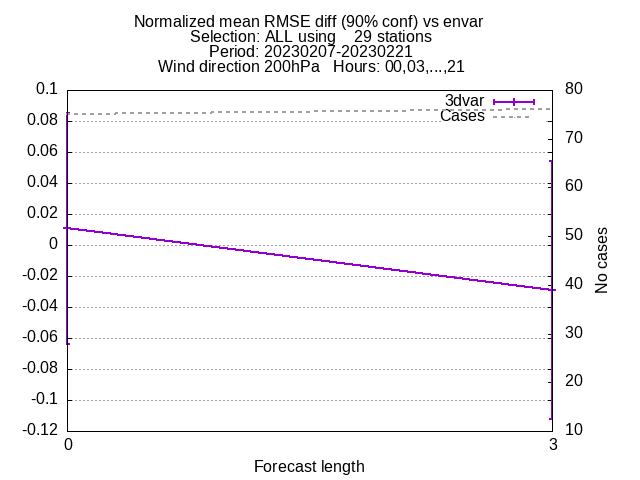 Normalized mean RMSE diff (90% conf) vs envar
Selection: ALL using    29 stations
Period: 20230207-20230221
Wind direction 200hPa   Hours: 00,03,...,21
3dvar
Cases
0.1
0.08
0.06
0.04
0.02
0
-0.02
-0.04
-0.06
-0.08
-0.1
-0.12
80
70
60
50
40
30
20
10
No cases
0
3
Forecast length